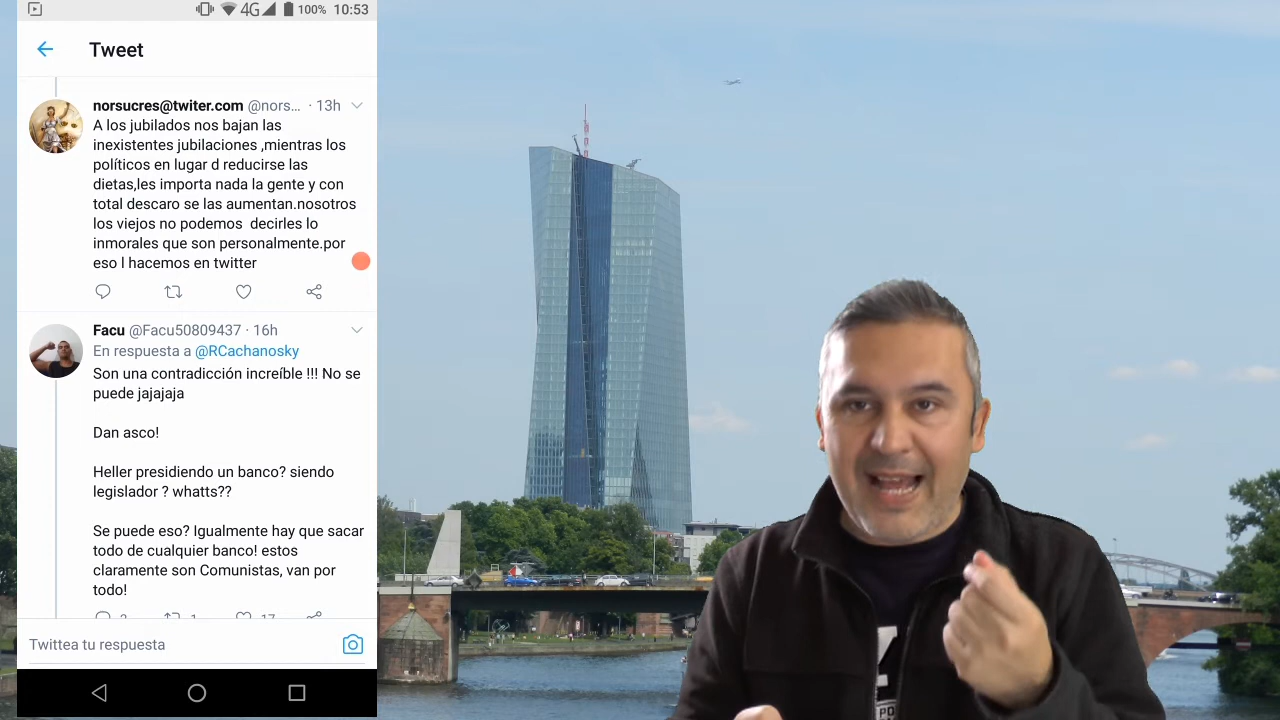 4G 100% 10:53
Tweet
norsucres@twiter.com @nors... · 13h
A los jubilados nos bajan las
inexistentes jubilaciones ,mientras los
políticos en lugar d reducirse las
dietas,les importa nada la gente y con
total descaro se las aumentan.nosotros
los viejos no podemos decirles lo
inmorales que son personalmente.por
eso l hacemos en twitter
Facu @Facu50809437 · 16h
En respuesta a @RCachanosky
Son una contradicción increíble !!! No se
puede jajajaja
Dan asco!
Heller presidiendo un banco? siendo
legislador ? whatts??
Se puede eso? Igualmente hay que sacar
todo de cualquier banco! estos
claramente son Comunistas, van por
todo!
Twittea tu respuesta